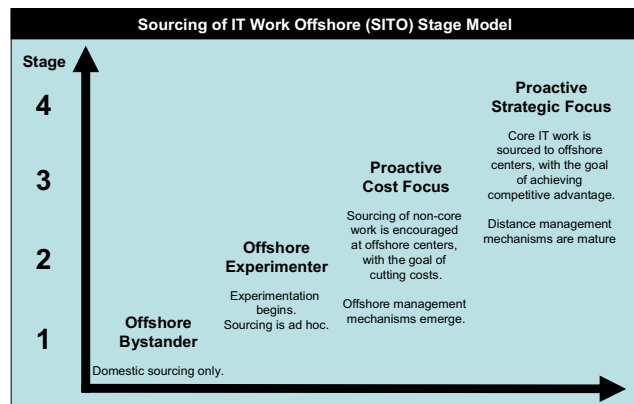 Sourcing of IT Work Offshore (SITO) Stage Model
Stage
4
3
2
1
Offshore
Bystander
Domestic sourcing only.
Offshore
Experimenter
Experimentation
begins.
Sourcing is ad hoc.
Proactive
Cost Focus
Sourcing of non-core
work is encouraged
at offshore centers,
with the goal of
cutting costs.
Offshore management
mechanisms emerge.
Proactive
Strategic Focus
Core IT work is
sourced to offshore
centers, with the goal
of achieving
competitive advantage.
Distance management
mechanisms are mature